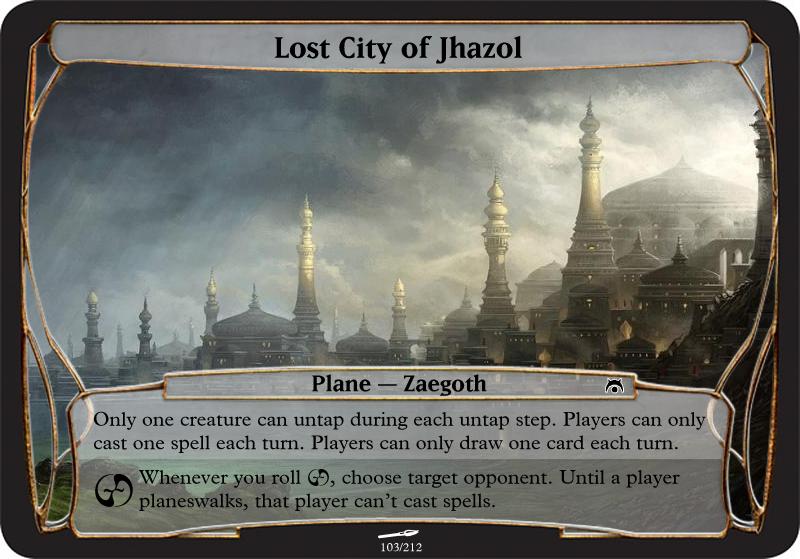 Lost City of Jhazol
Plane — Zaegoth
Only one creature can untap during each untap step. Players can only
cast one spell each turn. Players can only draw one card each turn.
Whenever you roll , choose target opponent. Until a player
planeswalks, that player can't cast spells.
103/212